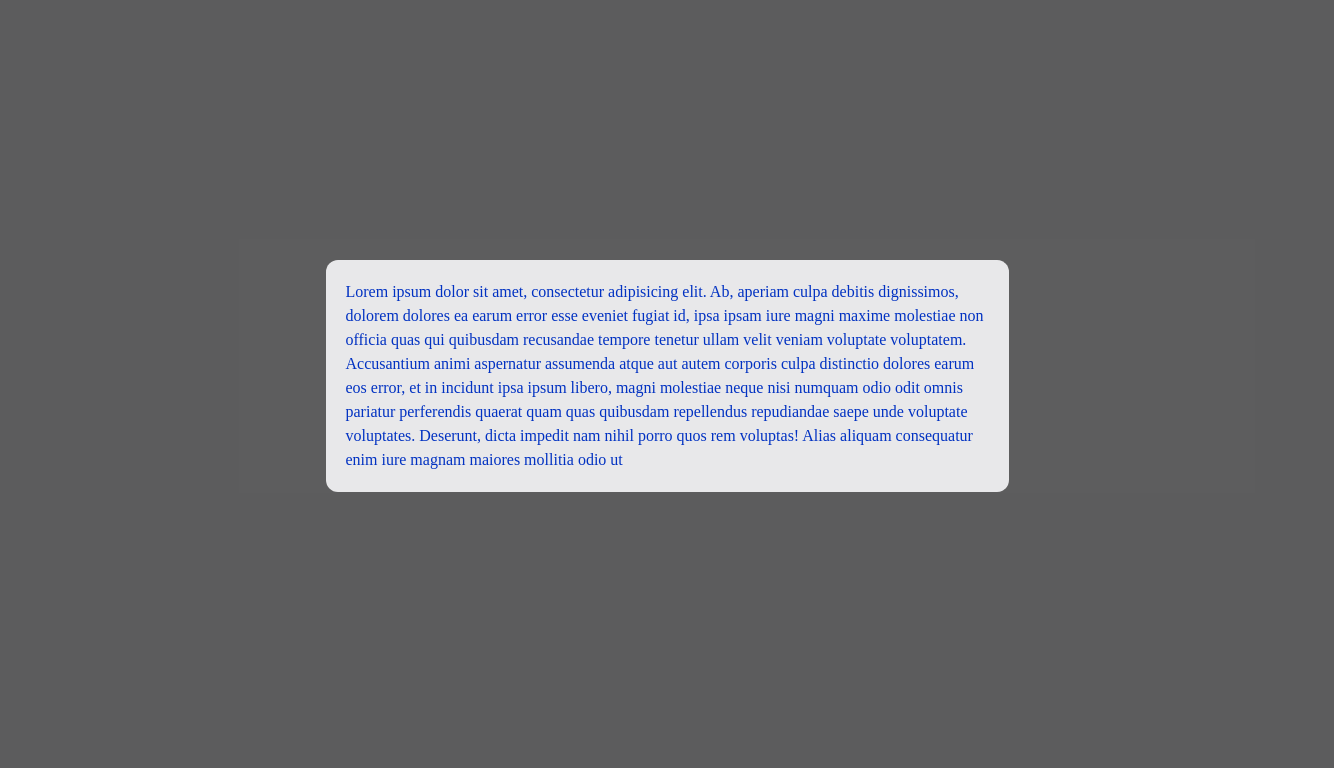 Lorem ipsum dolor sit amet, consectetur adipisicing elit. Ab, aperiam culpa debitis dignissimos,
dolorem dolores ea earum error esse eveniet fugiat id, ipsa ipsam iure magni maxime molestiae non
officia quas qui quibusdam recusandae tempore tenetur ullam velit veniam voluptate voluptatem.
Accusantium animi aspernatur assumenda atque aut autem corporis culpa distinctio dolores earum
eos error, et in incidunt ipsa ipsum libero, magni molestiae neque nisi numquam odio odit omnis
pariatur perferendis quaerat quam quas quibusdam repellendus repudiandae saepe unde voluptate
voluptates. Deserunt, dicta impedit nam nihil porro quos rem voluptas! Alias aliquam consequatur
enim iure magnam maiores mollitia odio ut